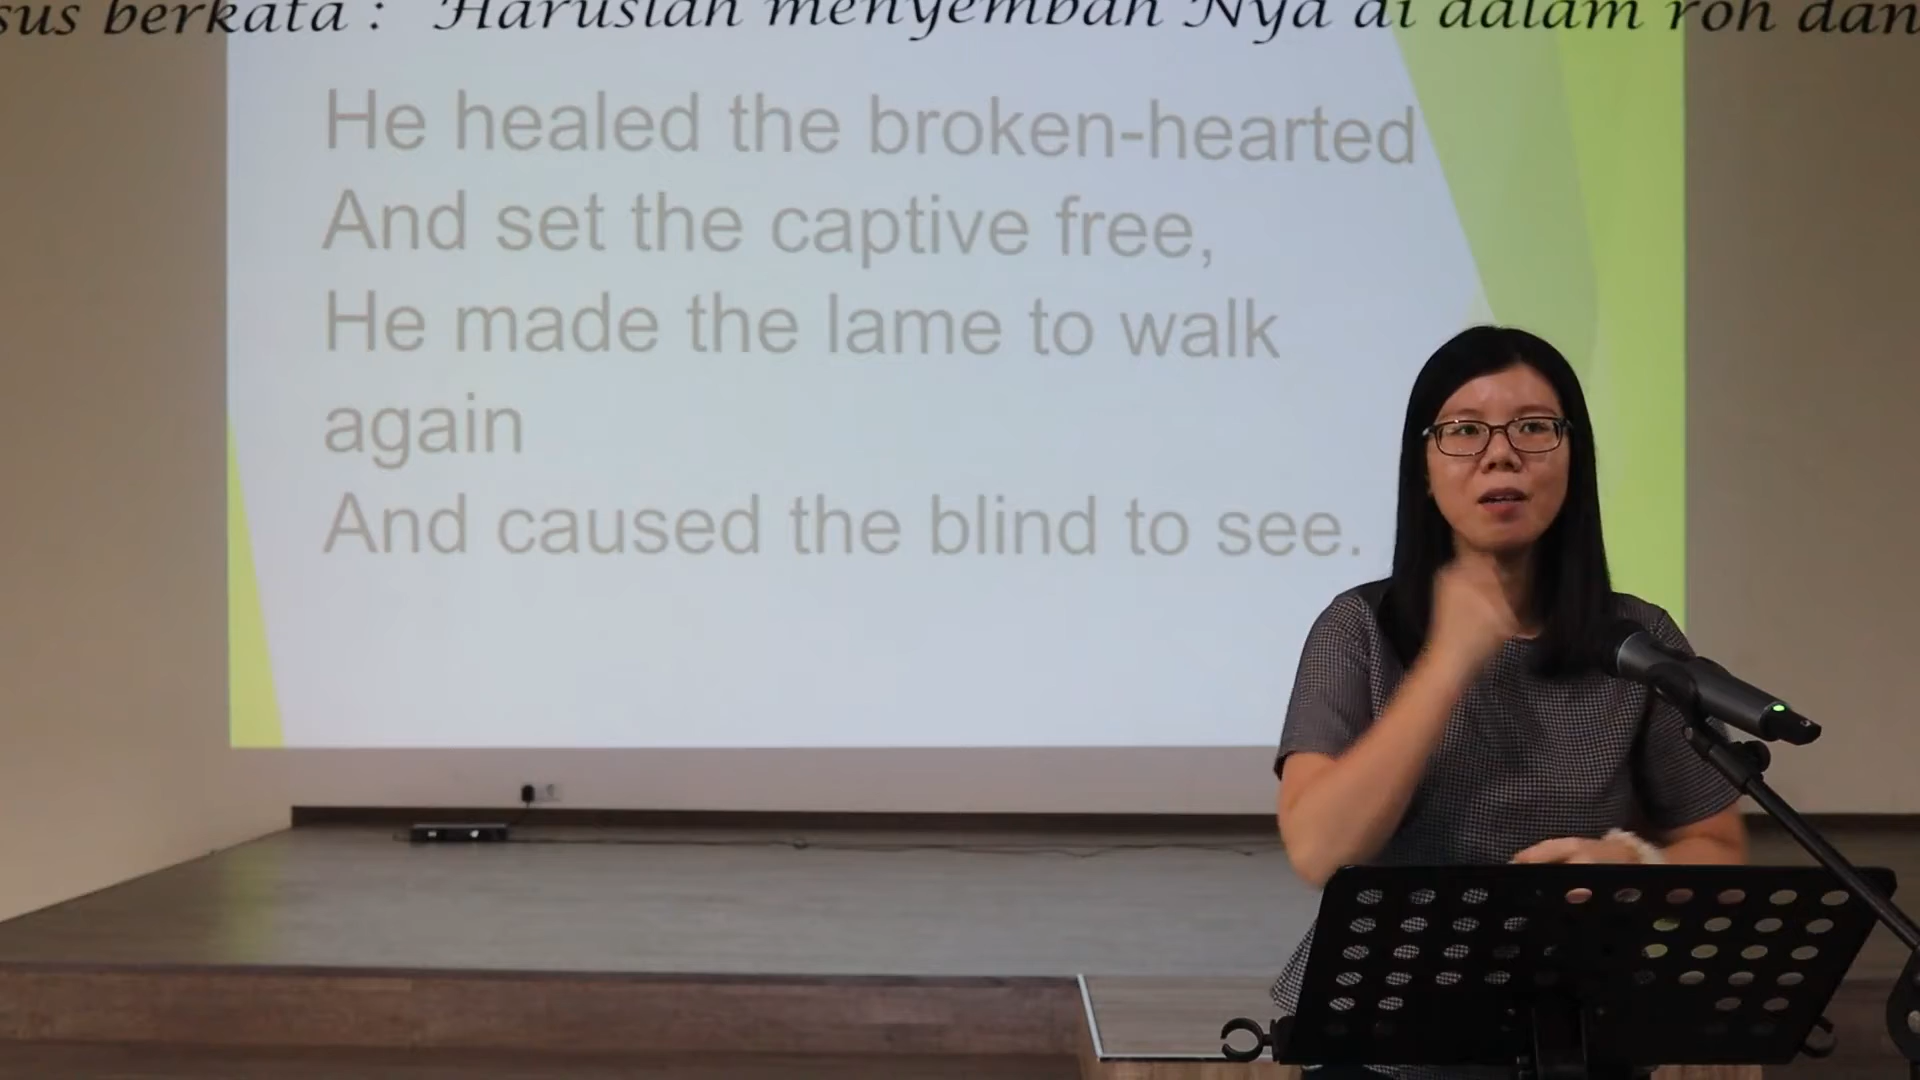 sus berkata : Haruslah menyembah Nya di dalam roh dan
He healed the broken-hearted
And set the captive free,
He made the lame to walk
again
And caused the blind to see.